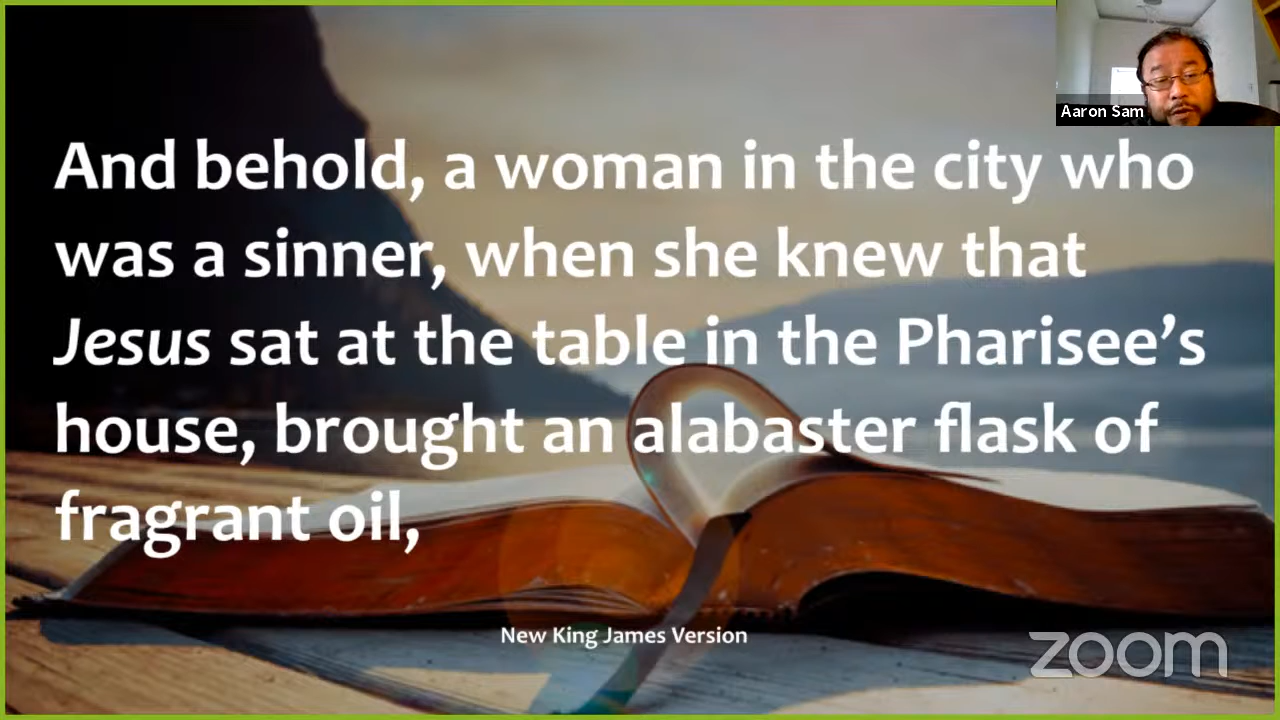 Aaron Sam
And behold, a woman in the city who
was a sinner, when she knew that
Jesus sat at the table in the Pharisee’s
house, brought an alabaster flask of
fragrant oil,
New King James Version
zoom